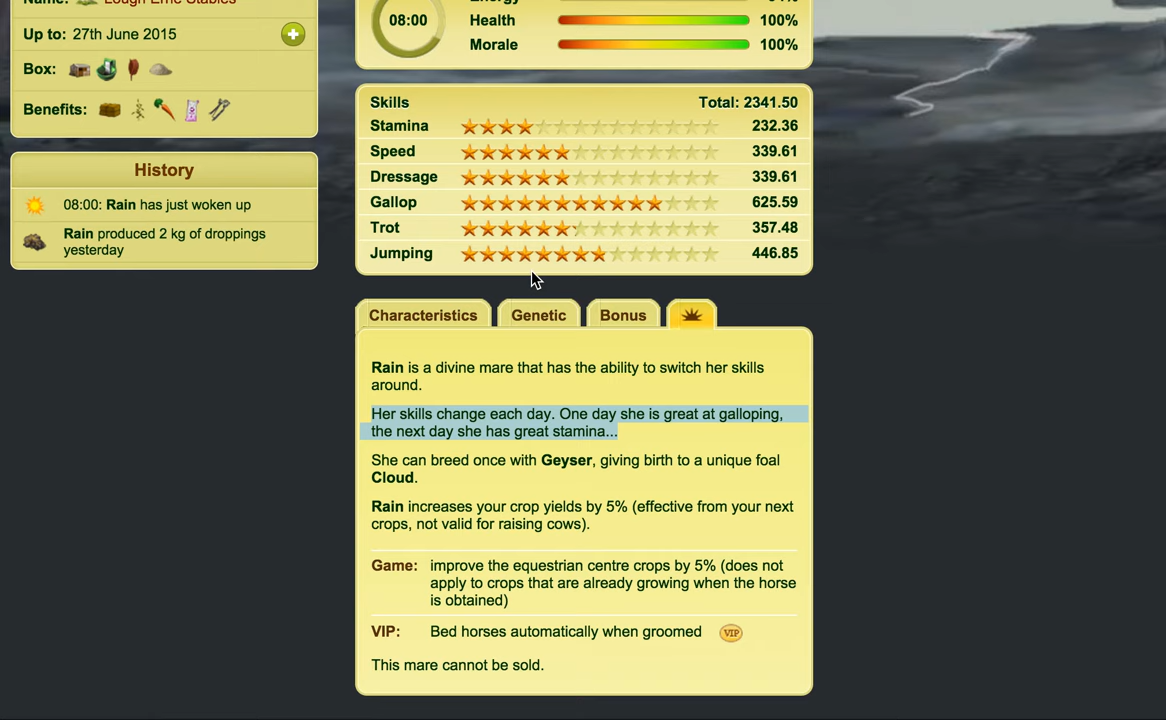 Name: Lough Erne Stables
Up to: 27th June 2015
Box:
Benefits:
History
08:00: Rain has just woken up
Rain produced 2 kg of droppings
yesterday
08:00
Energy
Health 100%
Morale 100%
Skills Total: 2341.50
Stamina 232.36
Speed 339.61
Dressage 339.61
Gallop 625.59
Trot 357.48
Jumping 446.85
Characteristics Genetic Bonus
Rain is a divine mare that has the ability to switch her skills
around.
Her skills change each day. One day she is great at galloping,
the next day she has great stamina...
She can breed once with Geyser, giving birth to a unique foal
Cloud.
Rain increases your crop yields by 5% (effective from your next
crops, not valid for raising cows).
Game: improve the equestrian centre crops by 5% (does not
apply to crops that are already growing when the horse
is obtained)
VIP: Bed horses automatically when groomed VIP
This mare cannot be sold.